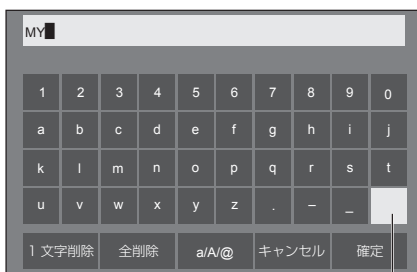 MY
1 2 3 4 5 6 7 8 9 0
a b c d e f g h i j
k l m n o p q r s t
u v w x y z . – _
1文字削除 全削除 a/A/@ キャンセル 確定